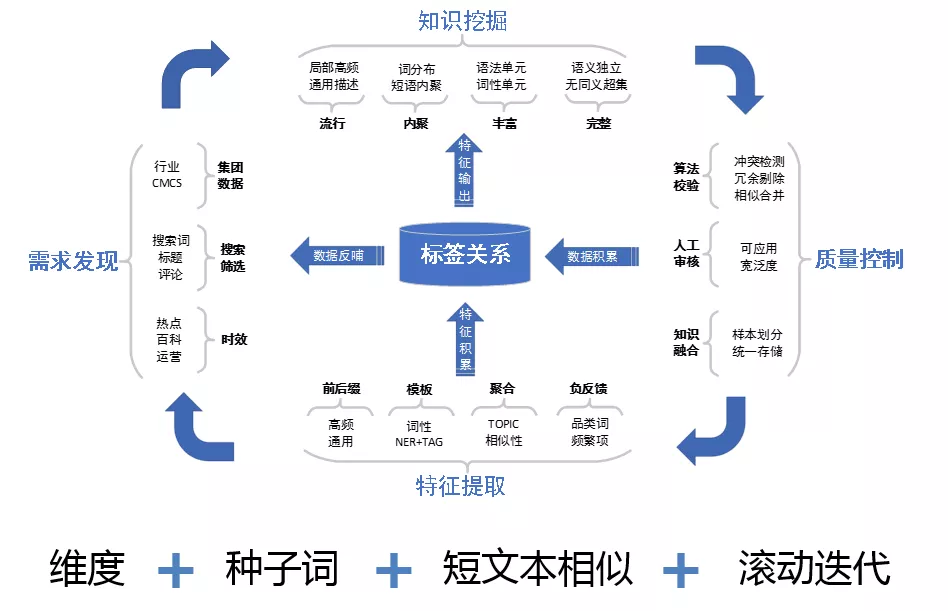 知识挖掘
局部高频
通用描述
流行
词分布
短语内聚
内聚
语法单元
词性单元
丰富
语义独立
无同义超集
完整
需求发现
行业
CMCS
集团
数据
搜索词
标题
评论
搜索
筛选
热点
百科
运营
时效
特征输出
数据反哺
标签关系
数据积累
特征积累
算法
校验
冲突检测
冗余剔除
相似合并
人工
审核
可应用
宽泛度
知识
融合
样本划分
统一存储
质量控制
前后缀
高频
通用
模板
词性
NER+TAG
聚合
TOPIC
相似性
负反馈
品类词
频繁项
特征提取
维度 + 种子词 + 短文本相似 + 滚动迭代